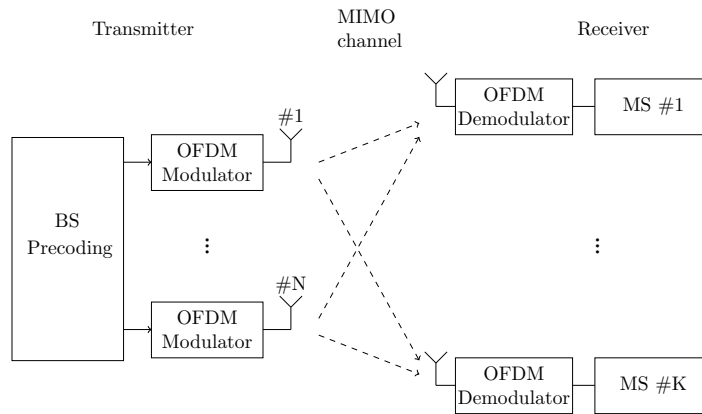 Transmitter
MIMO
channel
Receiver
#1
OFDM
Modulator
OFDM
Demodulator
MS #1
BS
Precoding
#N
OFDM
Modulator
OFDM
Demodulator
MS #K